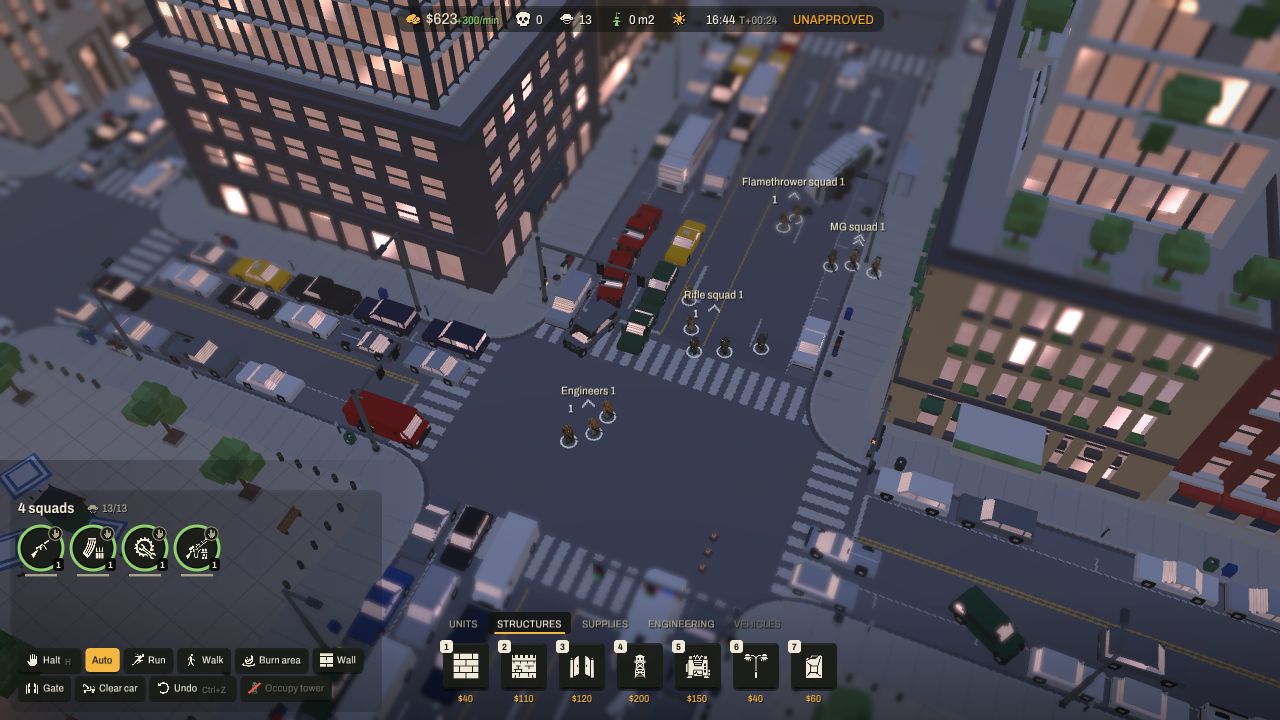 $623 +300/min 0 13 0 m2 16:44 T+00:24 UNAPPROVED
Flamethrower squad 1
1
MG squad 1
Rifle squad 1
1
Engineers 1
1
4 squads 13/13
1 1 1 1
Halt H Auto Run Walk Burn area Wall
Gate Clear car Undo Ctrl+Z Occupy tower
UNITS STRUCTURES SUPPLIES ENGINEERING VEHICLES
1 2 3 4 5 6 7
$40 $110 $120 $200 $150 $40 $60